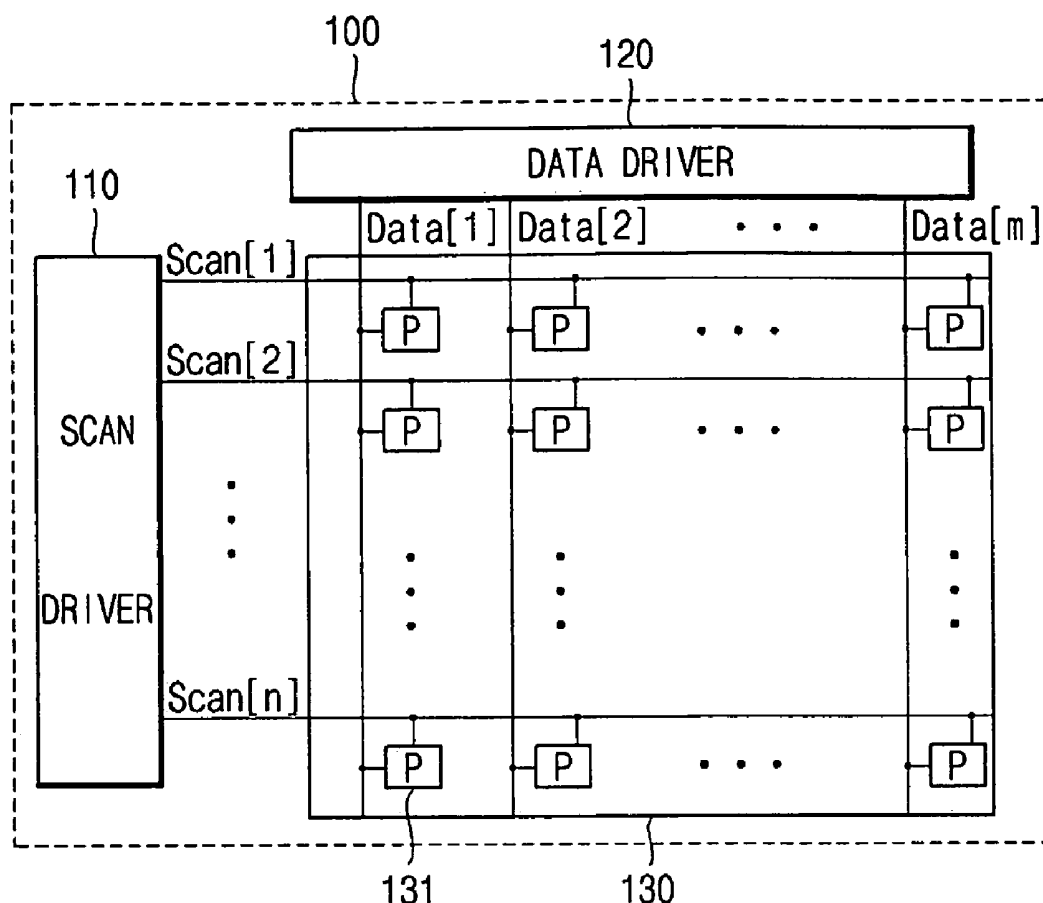 100
120
DATA DRIVER
110
Data[1] Data[2] • • • Data[m]
Scan[1]
P P • • • P
Scan[2]
P P • • • P
SCAN
DRIVER
Scan[n]
P P • • • P
131
130